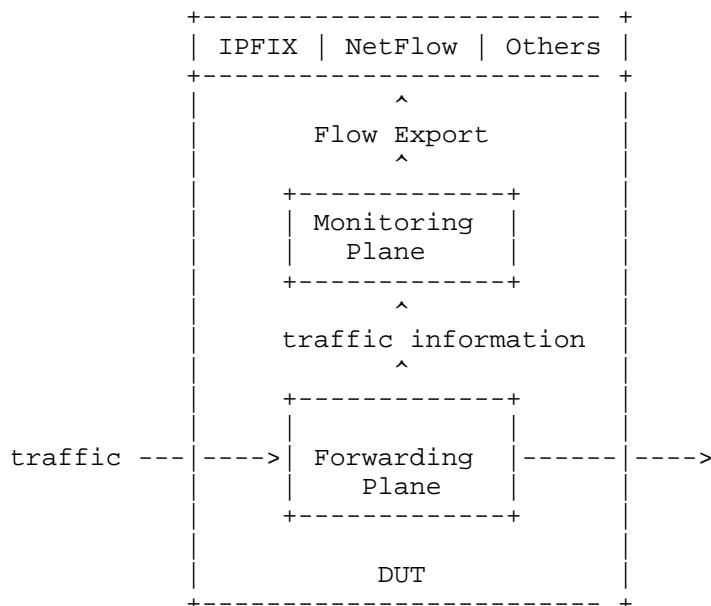 +------------------------- +
| IPFIX | NetFlow | Others |
+------------------------- +
|            ^             |
|       Flow Export        |
|            ^             |
|     +-------------+      |
|     | Monitoring  |      |
|     |   Plane     |      |
|     +-------------+      |
|            ^             |
|     traffic information  |
|            ^             |
|     +-------------+      |
|     |             |      |
traffic ---|---->| Forwarding  |------|---->
|     |    Plane    |      |
|     +-------------+      |
|                          |
|           DUT            |
+------------------------- +